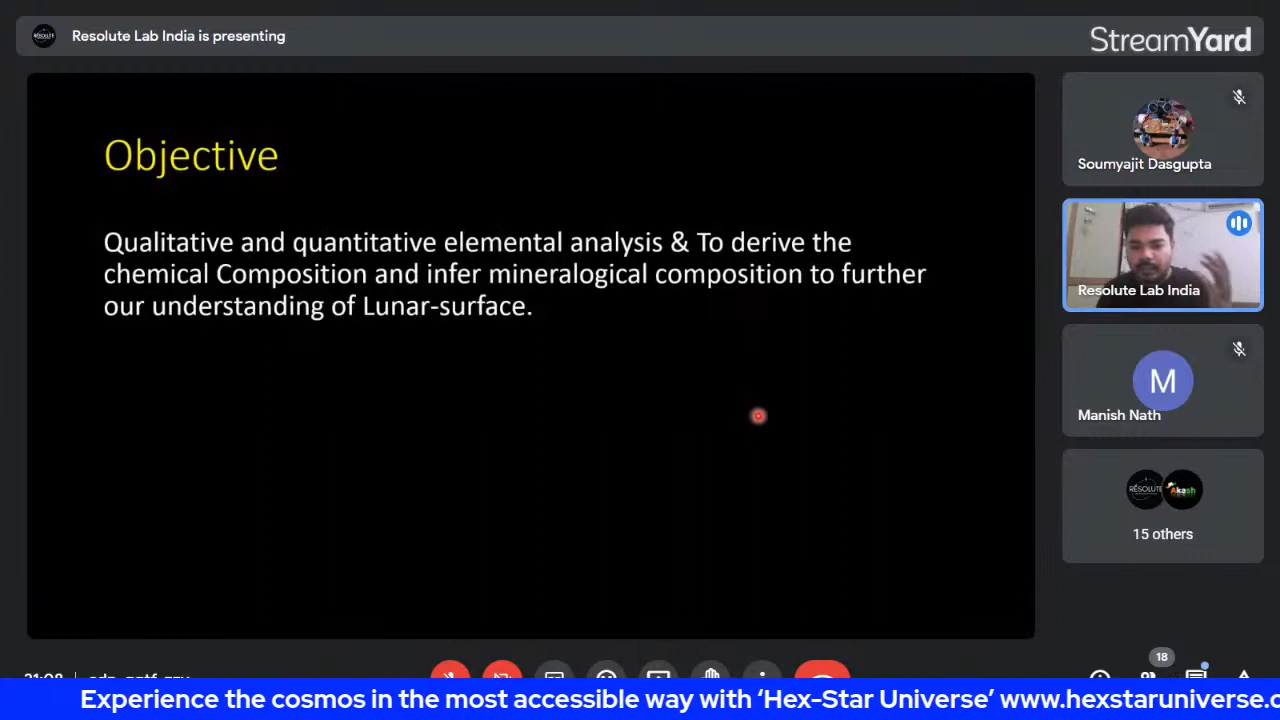 Resolute Lab India is presenting
StreamYard
Objective
Qualitative and quantitative elemental analysis & To derive the
chemical Composition and infer mineralogical composition to further
our understanding of Lunar-surface.
Soumyajit Dasgupta
Resolute Lab India
M
Manish Nath
RÉSOLUTE
Akash
15 others
18
Experience the cosmos in the most accessible way with ‘Hex-Star Universe’ www.hexstaruniverse.c